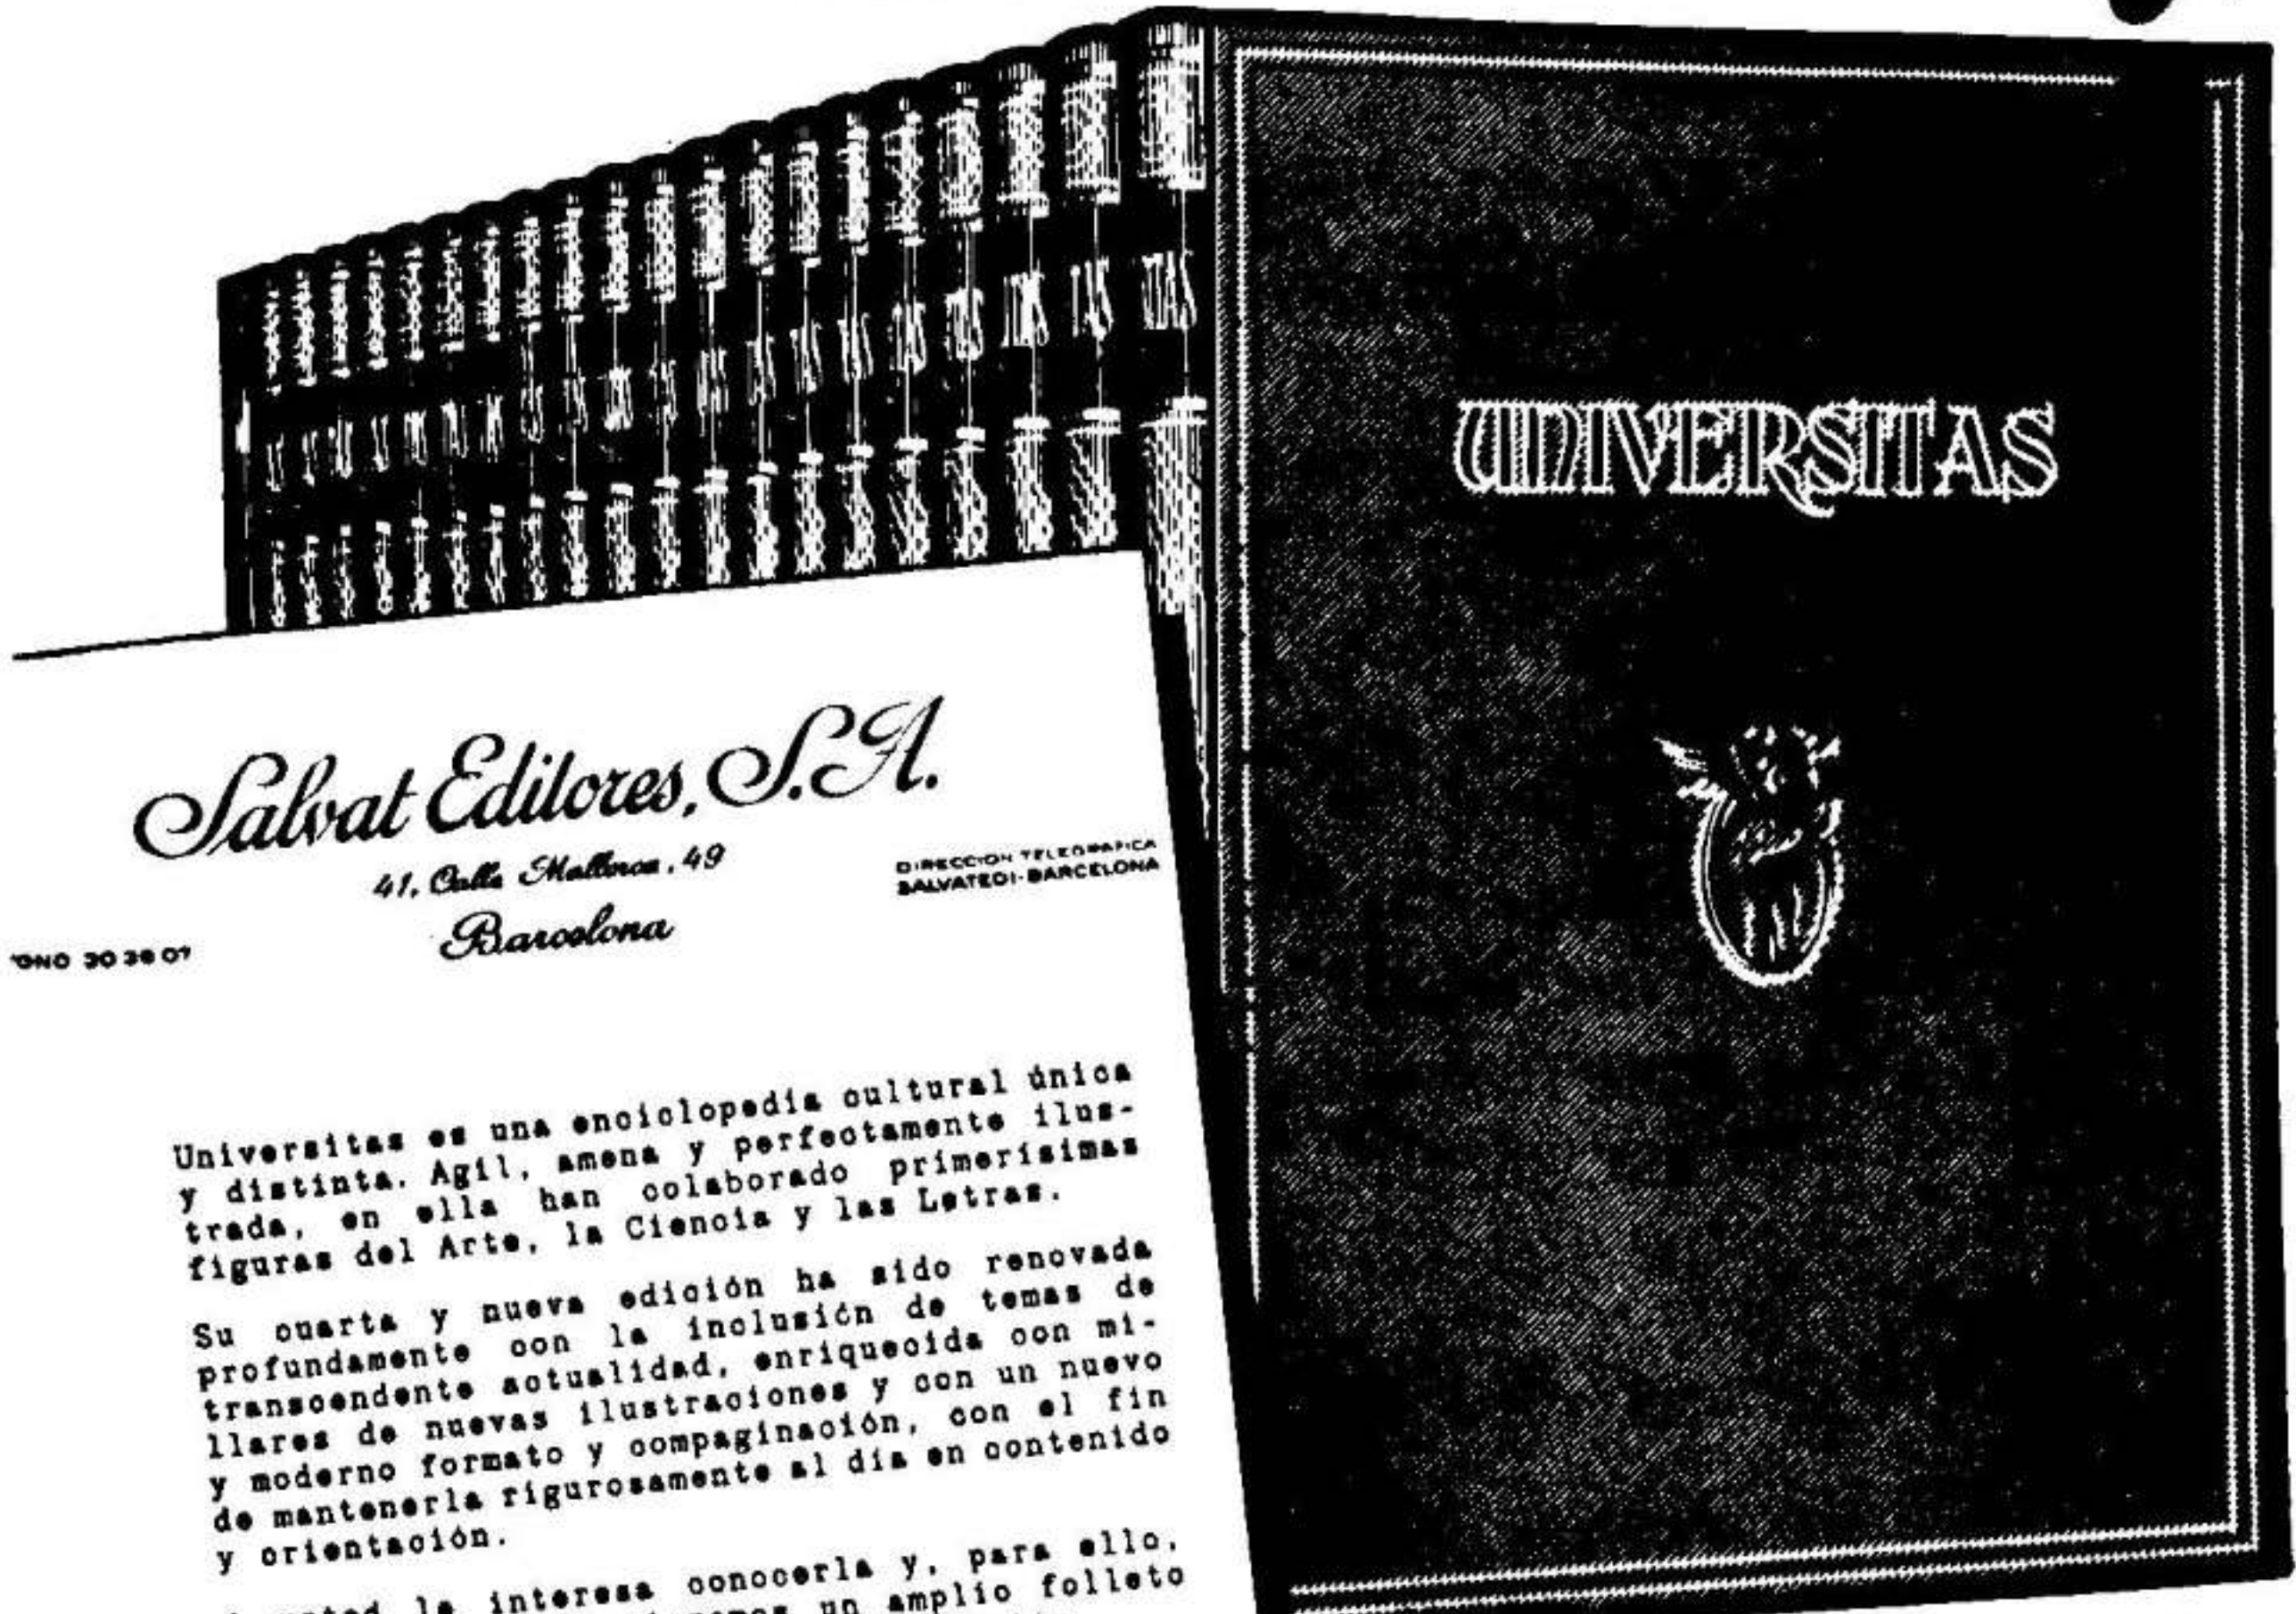 UNIVERSITAS
Salvat Editores, S.A.
41, Calle Mallorca, 49
Barcelona
DIRECCION TELEGRAFICA
SALVATEDI-BARCELONA
Universitas es una enciclopedia cultural única
y distinta. Agil, amena y perfectamente ilus-
trada, en ella han colaborado primerísimas
figuras del Arte, la Ciencia y las Letras.
Su cuarta y nueva edición ha sido renovada
profundamente con la inclusión de temas de
transcendente actualidad, enriquecida con mi-
llares de nuevas ilustraciones y con un nuevo
y moderno formato y compaginación, con el fin
de mantenerla rigurosamente al día en contenido
y orientación.
usted le interesa conocerla y, para ello,
un amplio folleto